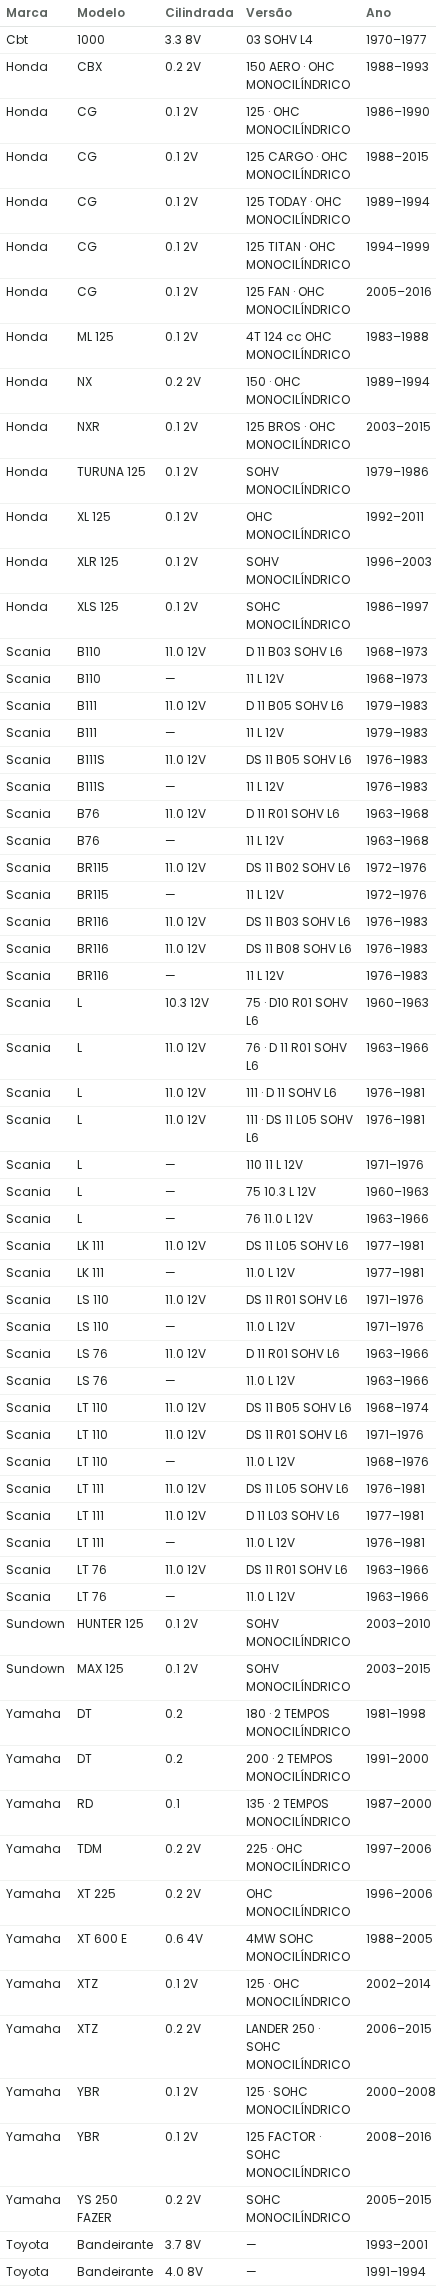 Marca Modelo Cilindrada Versão Ano
Cbt 1000 3.3 8V 03 SOHV L4 1970–1977
Honda CBX 0.2 2V 150 AERO · OHC 1988–1993
MONOCILÍNDRICO
Honda CG 0.1 2V 125 · OHC 1986–1990
MONOCILÍNDRICO
Honda CG 0.1 2V 125 CARGO · OHC 1988–2015
MONOCILÍNDRICO
Honda CG 0.1 2V 125 TODAY · OHC 1989–1994
MONOCILÍNDRICO
Honda CG 0.1 2V 125 TITAN · OHC 1994–1999
MONOCILÍNDRICO
Honda CG 0.1 2V 125 FAN · OHC 2005–2016
MONOCILÍNDRICO
Honda ML 125 0.1 2V 4T 124 cc OHC 1983–1988
MONOCILÍNDRICO
Honda NX 0.2 2V 150 · OHC 1989–1994
MONOCILÍNDRICO
Honda NXR 0.1 2V 125 BROS · OHC 2003–2015
MONOCILÍNDRICO
Honda TURUNA 125 0.1 2V SOHV 1979–1986
MONOCILÍNDRICO
Honda XL 125 0.1 2V OHC 1992–2011
MONOCILÍNDRICO
Honda XLR 125 0.1 2V SOHV 1996–2003
MONOCILÍNDRICO
Honda XLS 125 0.1 2V SOHC 1986–1997
MONOCILÍNDRICO
Scania B110 11.0 12V D 11 B03 SOHV L6 1968–1973
Scania B110 — 11 L 12V 1968–1973
Scania B111 11.0 12V D 11 B05 SOHV L6 1979–1983
Scania B111 — 11 L 12V 1979–1983
Scania B111S 11.0 12V DS 11 B05 SOHV L6 1976–1983
Scania B111S — 11 L 12V 1976–1983
Scania B76 11.0 12V D 11 R01 SOHV L6 1963–1968
Scania B76 — 11 L 12V 1963–1968
Scania BR115 11.0 12V DS 11 B02 SOHV L6 1972–1976
Scania BR115 — 11 L 12V 1972–1976
Scania BR116 11.0 12V DS 11 B03 SOHV L6 1976–1983
Scania BR116 11.0 12V DS 11 B08 SOHV L6 1976–1983
Scania BR116 — 11 L 12V 1976–1983
Scania L 10.3 12V 75 · D10 R01 SOHV 1960–1963
L6
Scania L 11.0 12V 76 · D 11 R01 SOHV 1963–1966
L6
Scania L 11.0 12V 111 · D 11 SOHV L6 1976–1981
Scania L 11.0 12V 111 · DS 11 L05 SOHV 1976–1981
L6
Scania L — 110 11 L 12V 1971–1976
Scania L — 75 10.3 L 12V 1960–1963
Scania L — 76 11.0 L 12V 1963–1966
Scania LK 111 11.0 12V DS 11 L05 SOHV L6 1977–1981
Scania LK 111 — 11.0 L 12V 1977–1981
Scania LS 110 11.0 12V DS 11 R01 SOHV L6 1971–1976
Scania LS 110 — 11.0 L 12V 1971–1976
Scania LS 76 11.0 12V D 11 R01 SOHV L6 1963–1966
Scania LS 76 — 11.0 L 12V 1963–1966
Scania LT 110 11.0 12V DS 11 B05 SOHV L6 1968–1974
Scania LT 110 11.0 12V DS 11 R01 SOHV L6 1971–1976
Scania LT 110 — 11.0 L 12V 1968–1976
Scania LT 111 11.0 12V DS 11 L05 SOHV L6 1976–1981
Scania LT 111 11.0 12V D 11 L03 SOHV L6 1977–1981
Scania LT 111 — 11.0 L 12V 1976–1981
Scania LT 76 11.0 12V DS 11 R01 SOHV L6 1963–1966
Scania LT 76 — 11.0 L 12V 1963–1966
Sundown HUNTER 125 0.1 2V SOHV 2003–2010
MONOCILÍNDRICO
Sundown MAX 125 0.1 2V SOHV 2003–2015
MONOCILÍNDRICO
Yamaha DT 0.2 180 · 2 TEMPOS 1981–1998
MONOCILÍNDRICO
Yamaha DT 0.2 200 · 2 TEMPOS 1991–2000
MONOCILÍNDRICO
Yamaha RD 0.1 135 · 2 TEMPOS 1987–2000
MONOCILÍNDRICO
Yamaha TDM 0.2 2V 225 · OHC 1997–2006
MONOCILÍNDRICO
Yamaha XT 225 0.2 2V OHC 1996–2006
MONOCILÍNDRICO
Yamaha XT 600 E 0.6 4V 4MW SOHC 1988–2005
MONOCILÍNDRICO
Yamaha XTZ 0.1 2V 125 · OHC 2002–2014
MONOCILÍNDRICO
Yamaha XTZ 0.2 2V LANDER 250 · 2006–2015
SOHC
MONOCILÍNDRICO
Yamaha YBR 0.1 2V 125 · SOHC 2000–2008
MONOCILÍNDRICO
Yamaha YBR 0.1 2V 125 FACTOR · 2008–2016
SOHC
MONOCILÍNDRICO
Yamaha YS 250 0.2 2V SOHC 2005–2015
FAZER MONOCILÍNDRICO
Toyota Bandeirante 3.7 8V — 1993–2001
Toyota Bandeirante 4.0 8V — 1991–1994